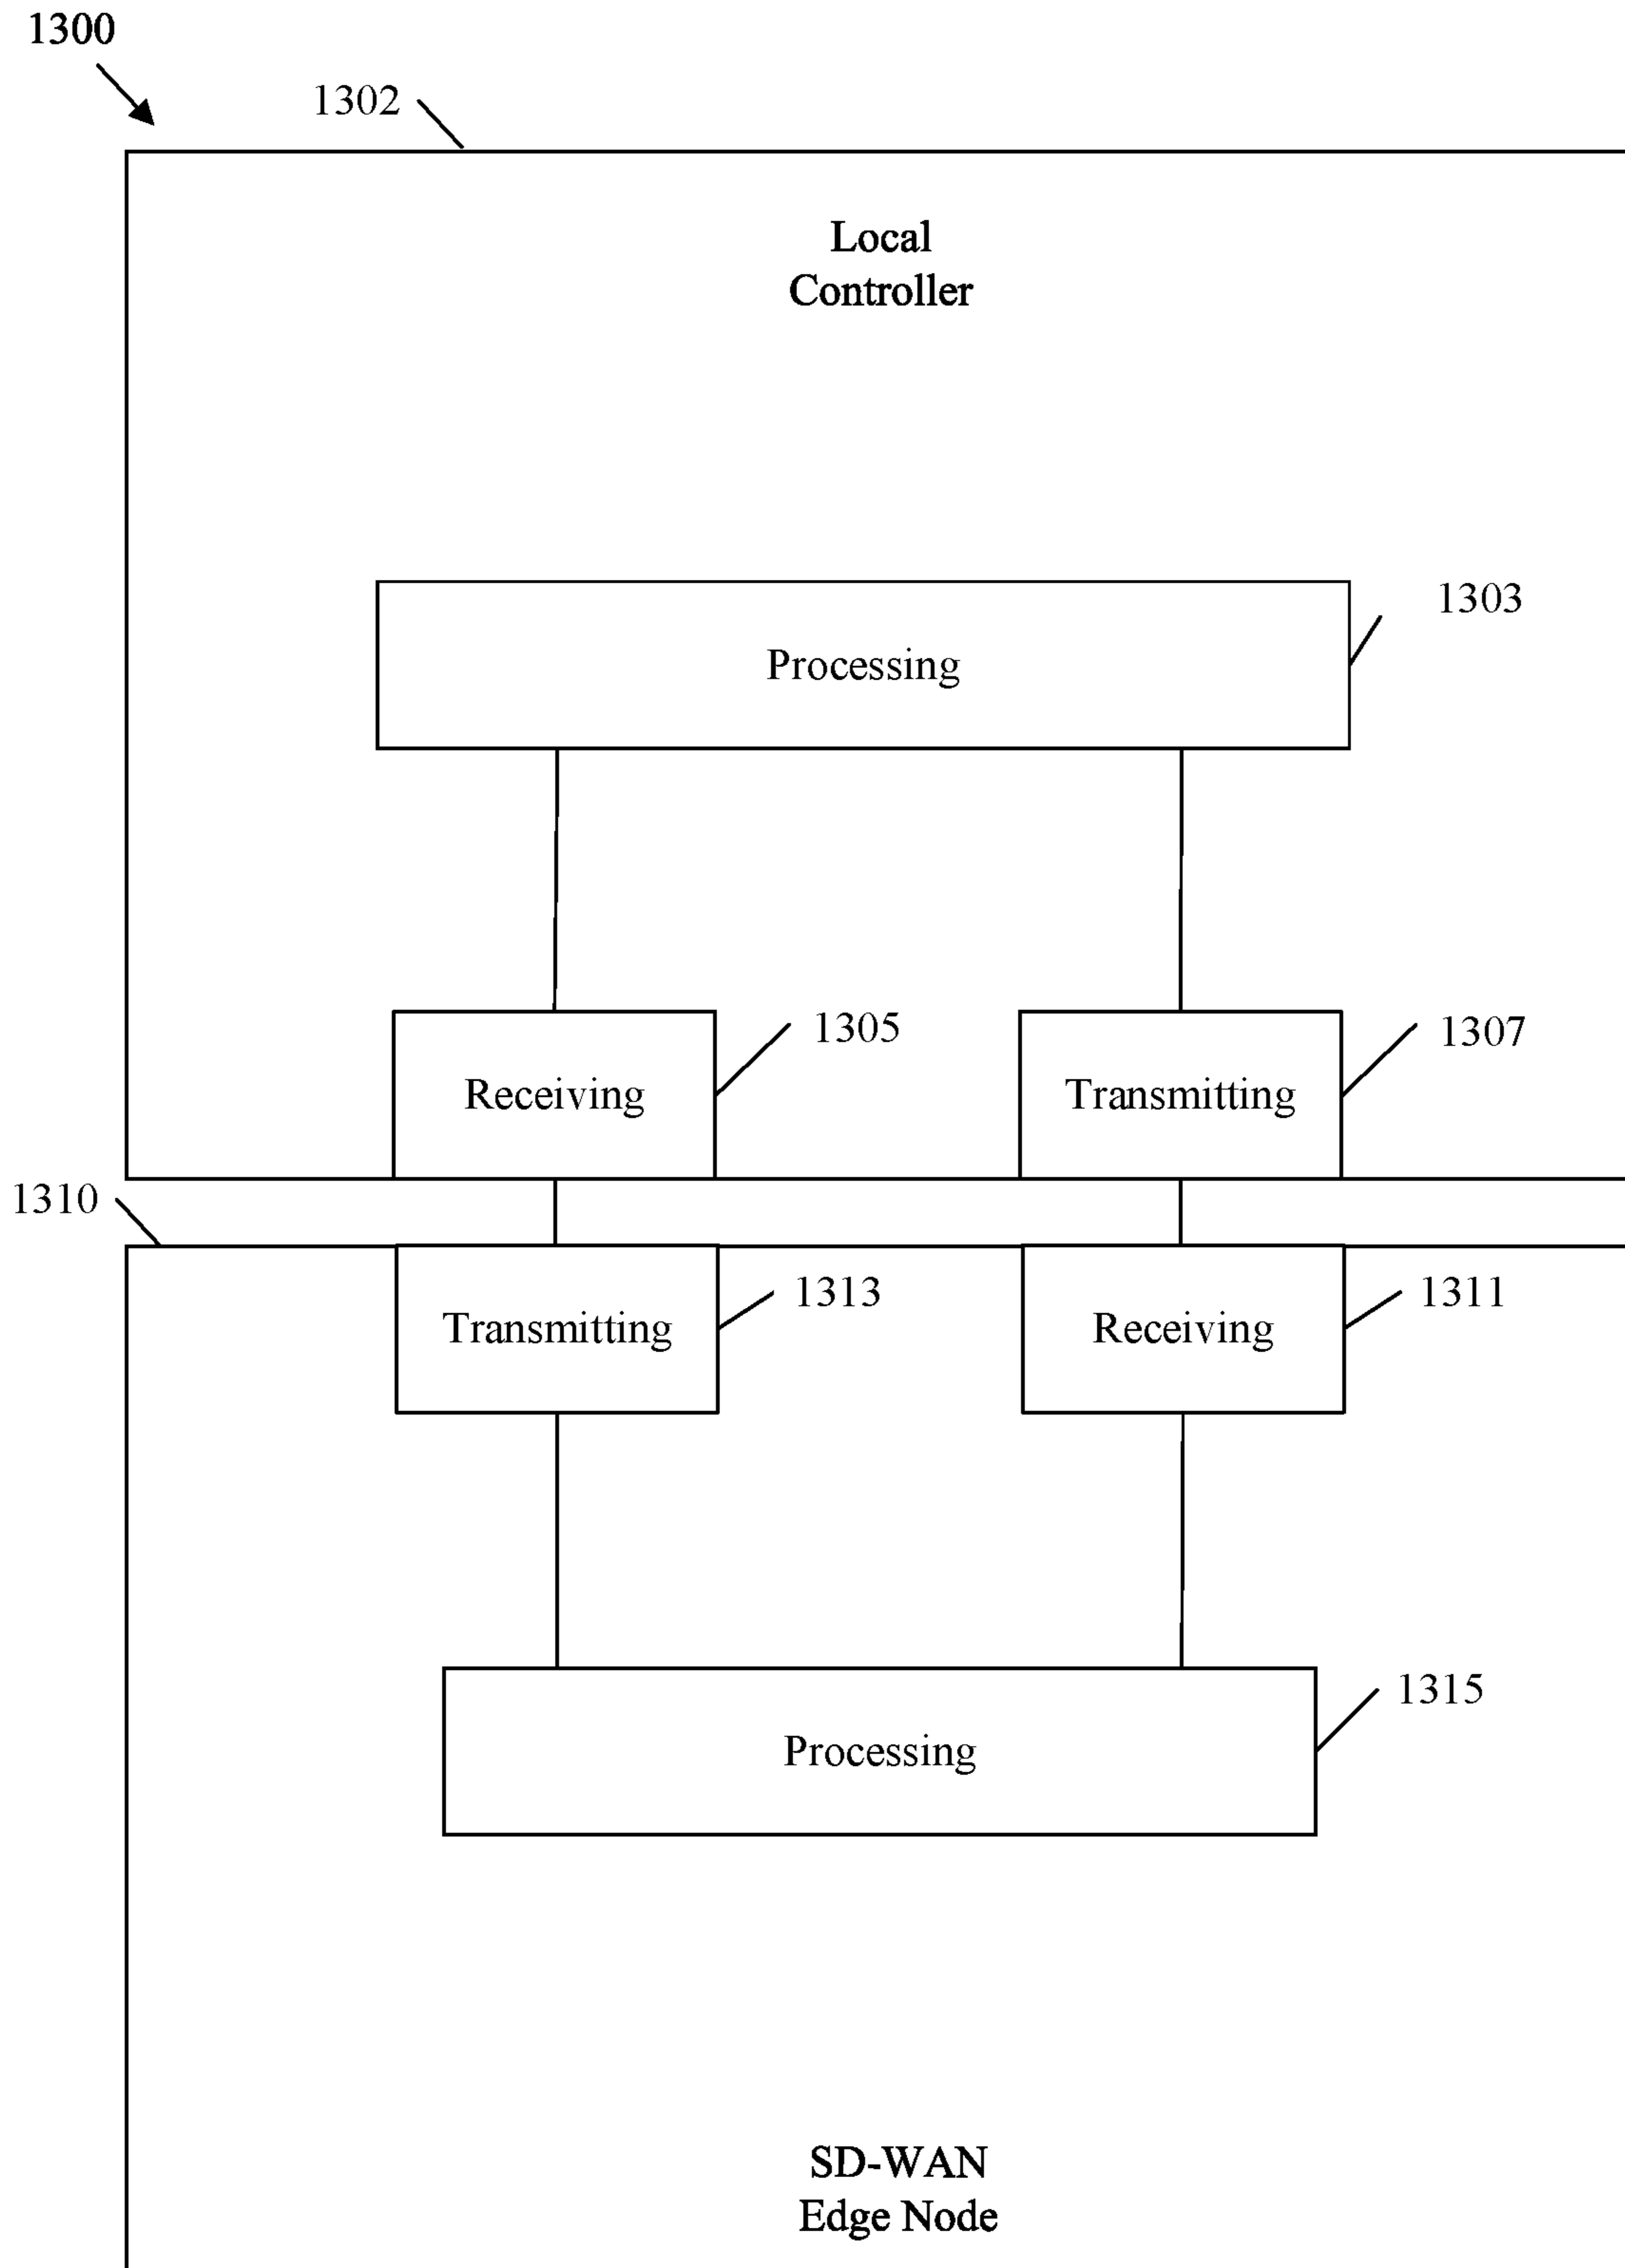 1300
1302
Local
Controller
1303
Processing
1305
1307
Receiving
Transmitting
1310
1313
1311
Transmitting
Receiving
1315
Processing
SD-WAN
Edge Node